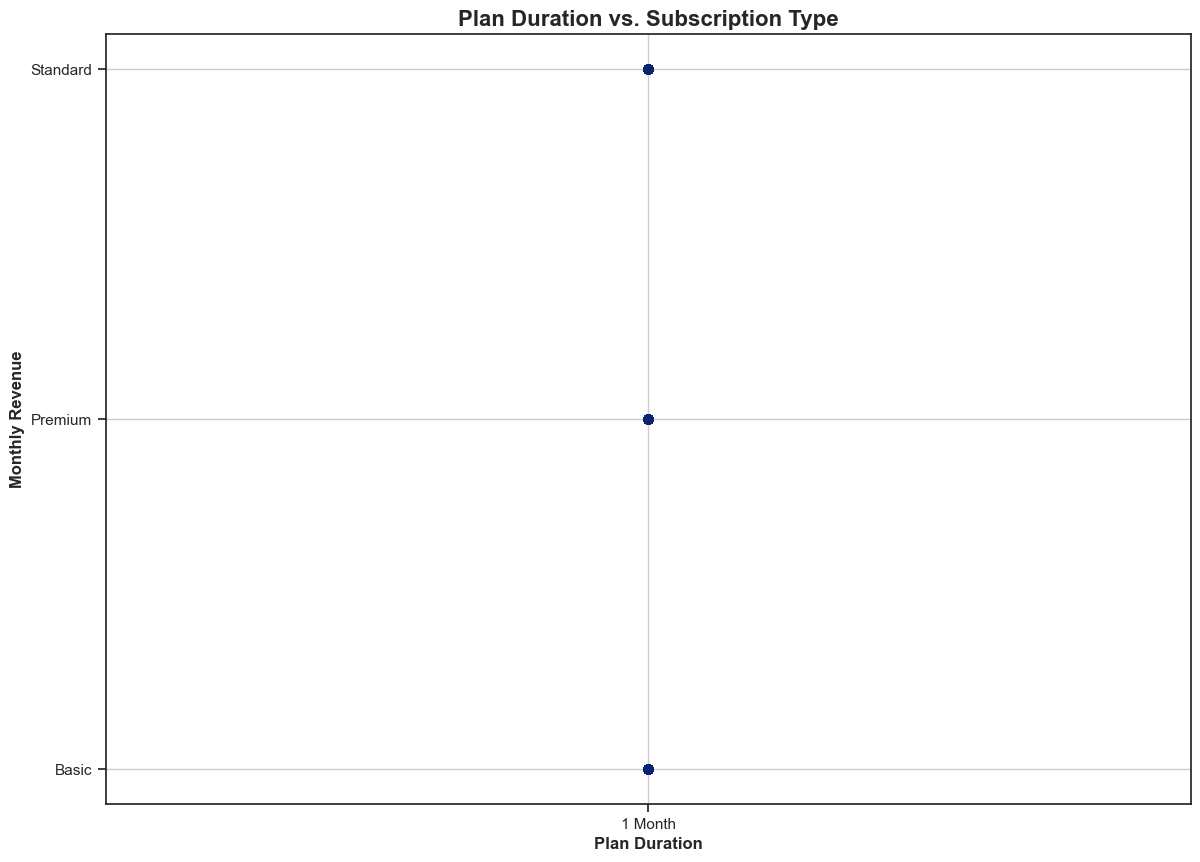 Plan Duration vs. Subscription Type
Standard
Premium
Basic
Monthly Revenue
1 Month
Plan Duration